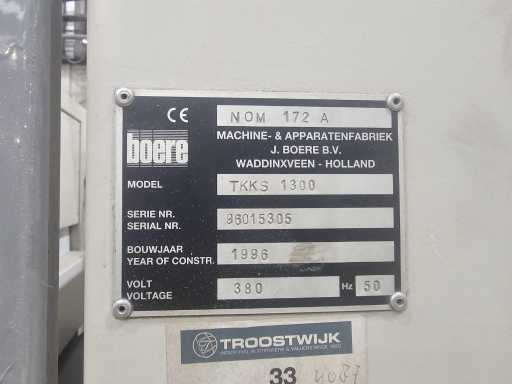 CE NOM 172 A
boere
MACHINE- & APPARATENFABRIEK
J. BOERE B.V.
WADDINXVEEN - HOLLAND
MODEL TKKS 1300
SERIE NR.
SERIAL NR. 96015305
BOUWJAAR
YEAR OF CONSTR. 1996
VOLT
VOLTAGE 380 Hz 50
TROOSTWIJK
33